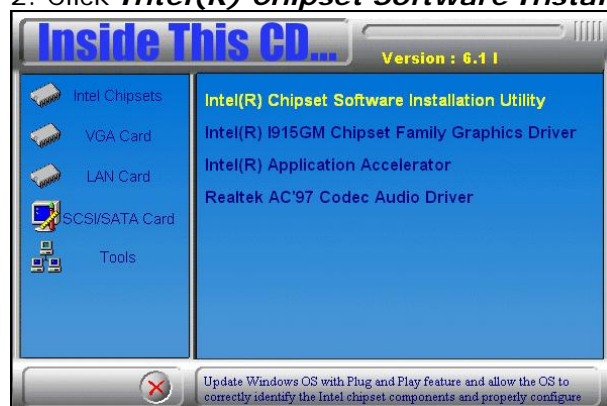 2. Click Intel(R) Chipset Software Instal
Inside This CD...
Version : 6.1 I
Intel Chipsets
VGA Card
LAN Card
SCSI/SATA Card
Tools
Intel(R) Chipset Software Installation Utility
Intel(R) I915GM Chipset Family Graphics Driver
Intel(R) Application Accelerator
Realtek AC'97 Codec Audio Driver
Update Windows OS with Plug and Play feature and allow the OS to
correctly identify the Intel chipset components and properly configure